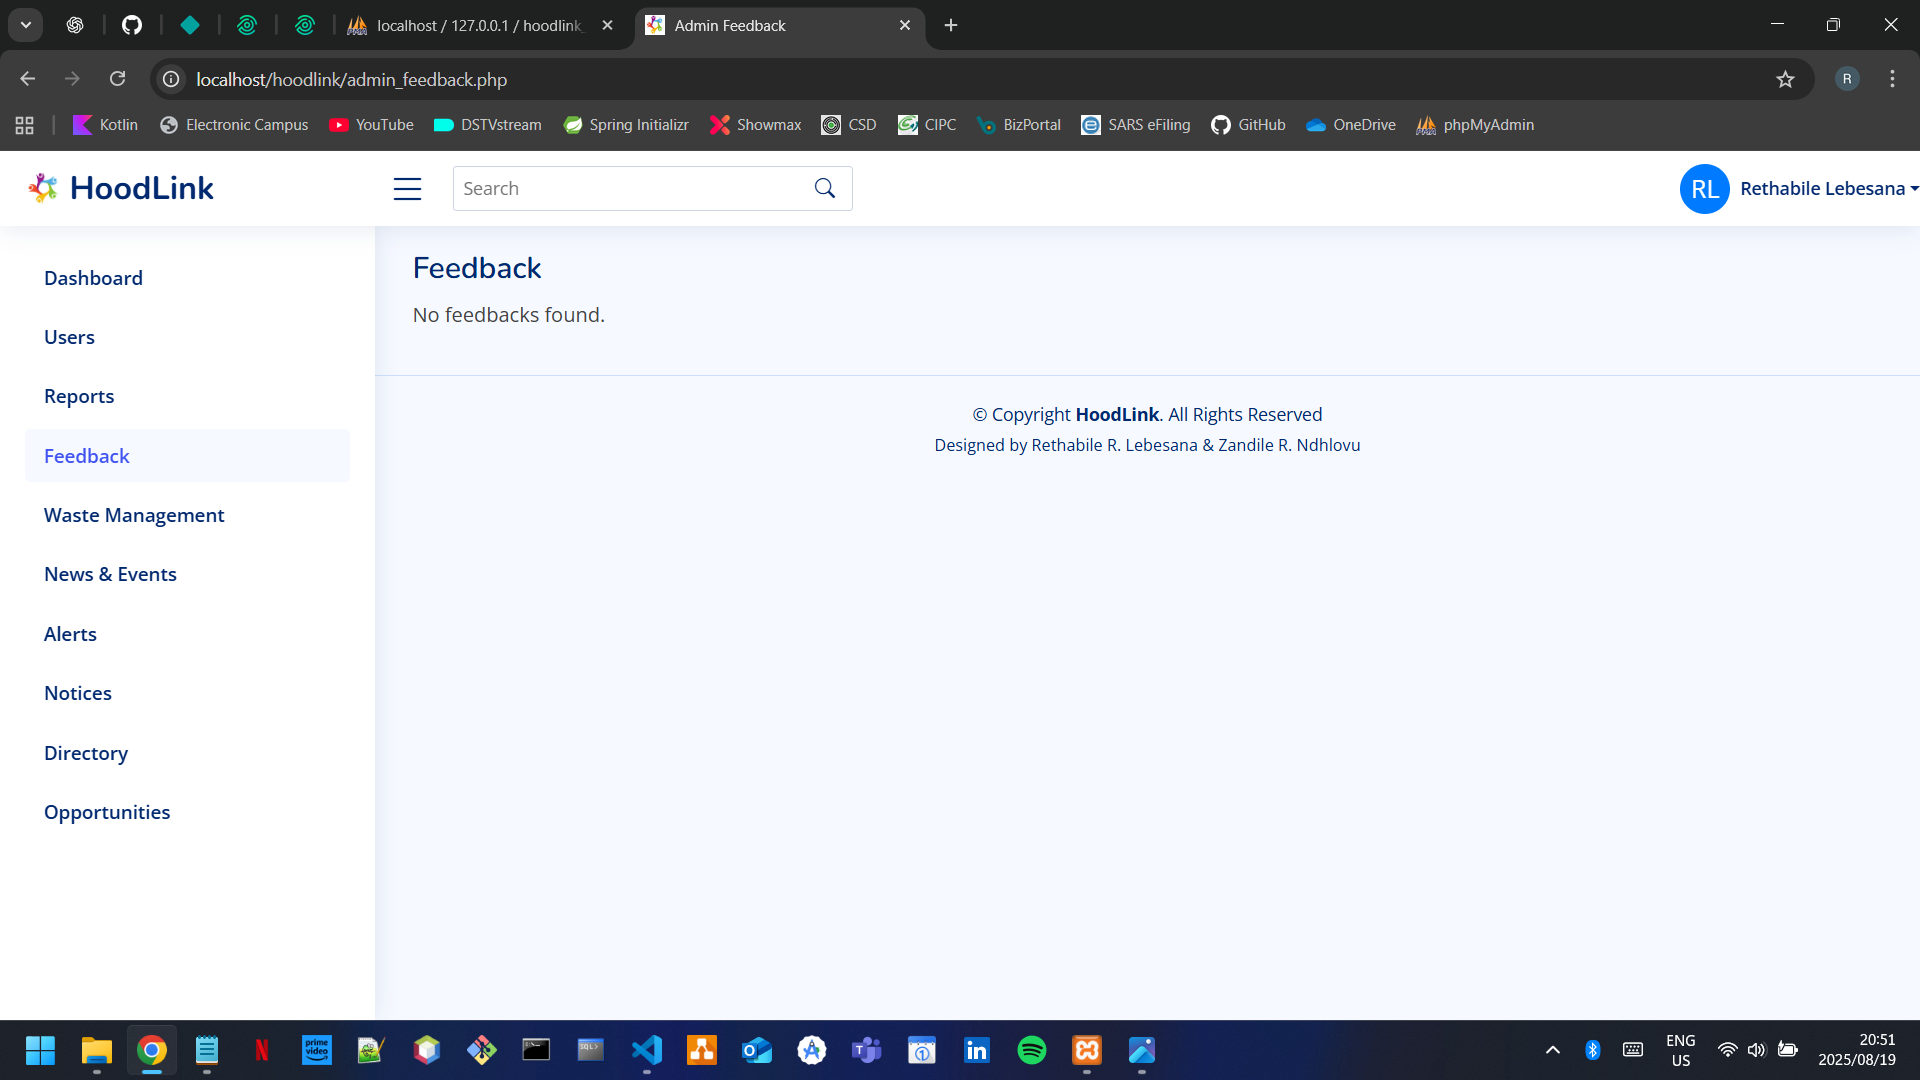 localhost / 127.0.0.1 / hoodlink_
Admin Feedback
localhost/hoodlink/admin_feedback.php
R
Kotlin
Electronic Campus
YouTube
DSTVstream
Spring Initializr
Showmax
CSD
CIPC
BizPortal
SARS eFiling
GitHub
OneDrive
phpMyAdmin
HoodLink
Search
RL
Rethabile Lebesana
Dashboard
Users
Reports
Feedback
Waste Management
News & Events
Alerts
Notices
Directory
Opportunities
Feedback
No feedbacks found.
© Copyright HoodLink. All Rights Reserved
Designed by Rethabile R. Lebesana & Zandile R. Ndhlovu
prime
video
ENG
US
20:51
2025/08/19